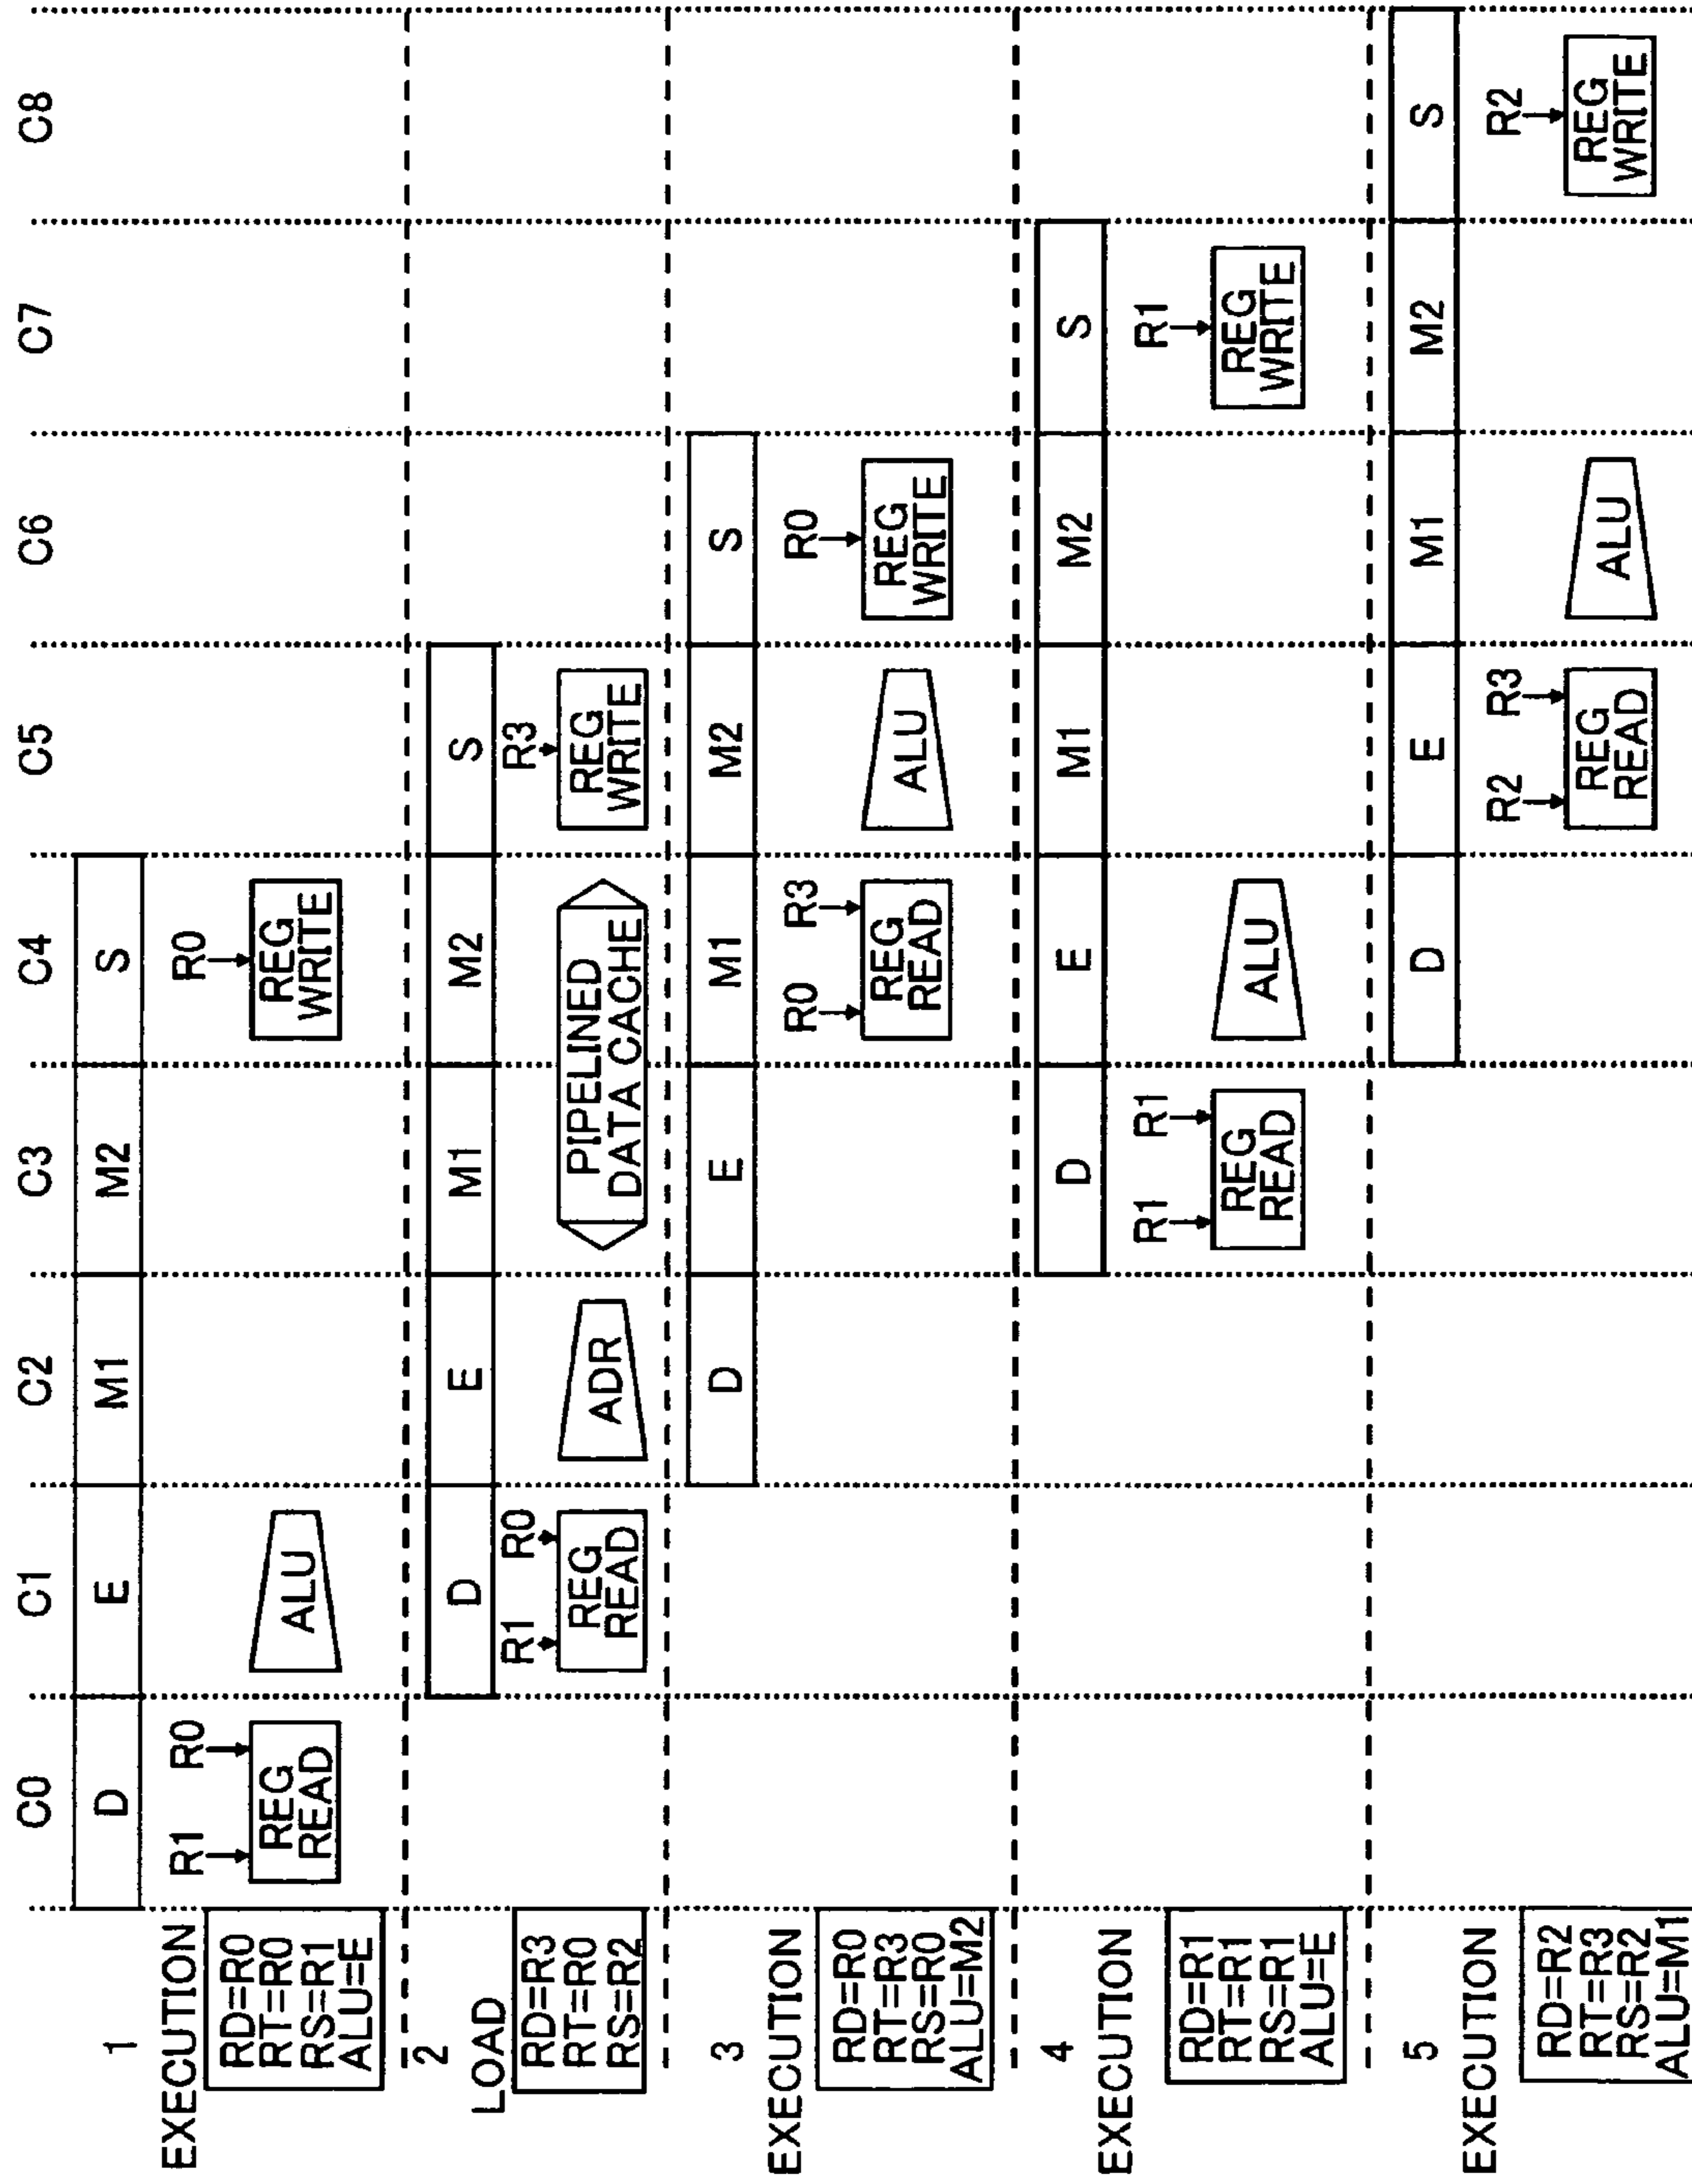 C0 C1 C2 C3 C4 C5 C6 C7 C8
1
EXECUTION
RD=R0
RT=R0
RS=R1
ALU=E
D E M1 M2 S
R1 R0
REG
READ
ALU
R0
REG
WRITE
2
LOAD
RD=R3
RT=R0
RS=R2
D E M1 M2 S
R1 R0
REG
READ
ADR
PIPELINED
DATA CACHE
R3
REG
WRITE
3
EXECUTION
RD=R0
RT=R3
RS=R0
ALU=M2
D E M1 M2 S
R0 R3
REG
READ
ALU
R0
REG
WRITE
4
EXECUTION
RD=R1
RT=R1
RS=R1
ALU=E
D E M1 M2 S
R1 R1
REG
READ
ALU
R1
REG
WRITE
5
EXECUTION
RD=R2
RT=R3
RS=R2
ALU=M1
D E M1 M2 S
R2 R3
REG
READ
ALU
R2
REG
WRITE